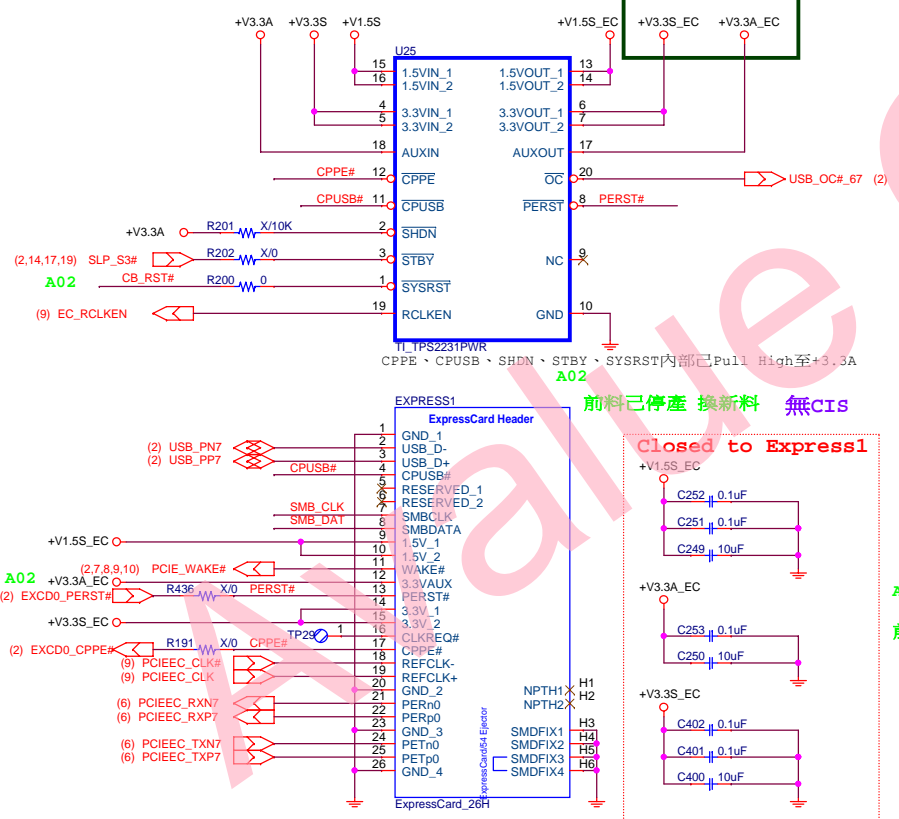 +V3.3A +V3.3S +V1.5S +V1.5S_EC +V3.3S_EC +V3.3A_EC
U25
15 1.5VIN_1 1.5VOUT_1 13
16 1.5VIN_2 1.5VOUT_2 14
4 3.3VIN_1 3.3VOUT_1 6
5 3.3VIN_2 3.3VOUT_2 7
18 AUXIN AUXOUT 17
CPPE# 12 CPPE OC 20 USB_OC#_67 (2)
CPUSB# 11 CPUSB PERST 8 PERST#
+V3.3A R201 X/10K 2 SHDN
(2,14,17,19) SLP_S3# R202 X/0 3 STBY NC 9
A02 CB_RST# R200 0 1 SYSRST
(9) EC_RCLKEN 19 RCLKEN GND 10
TI_TPS2231PWR
CPPE、CPUSB、SHDN、STBY、SYSRST內部已Pull High至+3.3A
A02
前料已停產 換新料 無CIS
EXPRESS1
ExpressCard Header
1 GND_1
(2) USB_PN7 2 USB_D-
(2) USB_PP7 3 USB_D+
CPUSB# 4 CPUSB#
5 RESERVED_1
6 RESERVED_2
SMB_CLK 7 SMBCLK
SMB_DAT 8 SMBDATA
+V1.5S_EC 9 1.5V_1
10 1.5V_2
(2,7,8,9,10) PCIE_WAKE# 11 WAKE#
A02 +V3.3A_EC 12 3.3VAUX
(2) EXCD0_PERST# R436 X/0 PERST# 13 PERST#
14 3.3V_1
+V3.3S_EC 15 3.3V_2
TP29 1 16 CLKREQ#
(2) EXCD0_CPPE# R191 X/0 CPPE# 17 CPPE#
(9) PCIEEC_CLK# 18 REFCLK-
(9) PCIEEC_CLK 19 REFCLK+
20 GND_2
(6) PCIEEC_RXN7 21 PERn0
(6) PCIEEC_RXP7 22 PERp0
23 GND_3
(6) PCIEEC_TXN7 24 PETn0
(6) PCIEEC_TXP7 25 PETp0
26 GND_4
NPTH1 H1
NPTH2 H2
SMDFIX1 H3
SMDFIX2 H4
SMDFIX3 H5
SMDFIX4 H6
ExpressCard/54 Ejector
ExpressCard_26H
Closed to Express1
+V1.5S_EC
C252 0.1uF
C251 0.1uF
C249 10uF
+V3.3A_EC
C253 0.1uF
C250 10uF
+V3.3S_EC
C402 0.1uF
C401 0.1uF
C400 10uF
Avalue